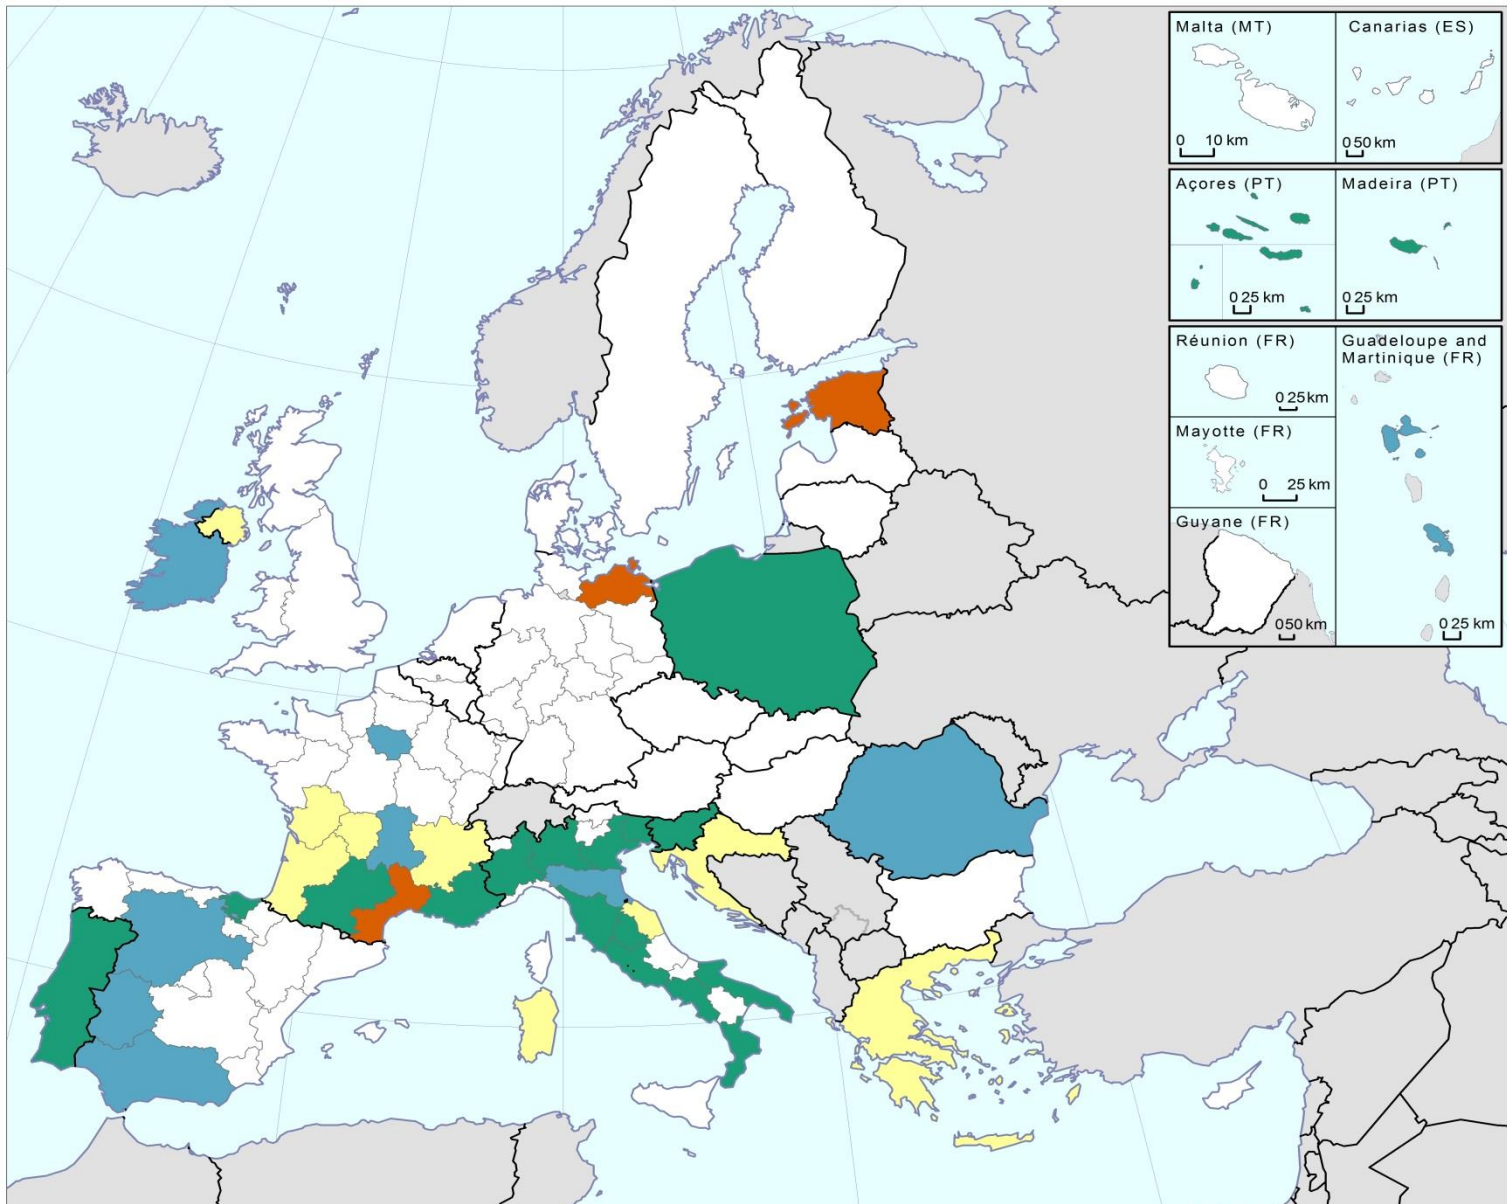 Malta (MT)
Canarias (ES)
0 10 km
0 50 km
Açores (PT)
Madeira (PT)
0 25 km
0 25 km
Réunion (FR)
0 25 km
Guadeloupe and
Martinique (FR)
Mayotte (FR)
0 25 km
Guyane (FR)
0 50 km
0 25 km